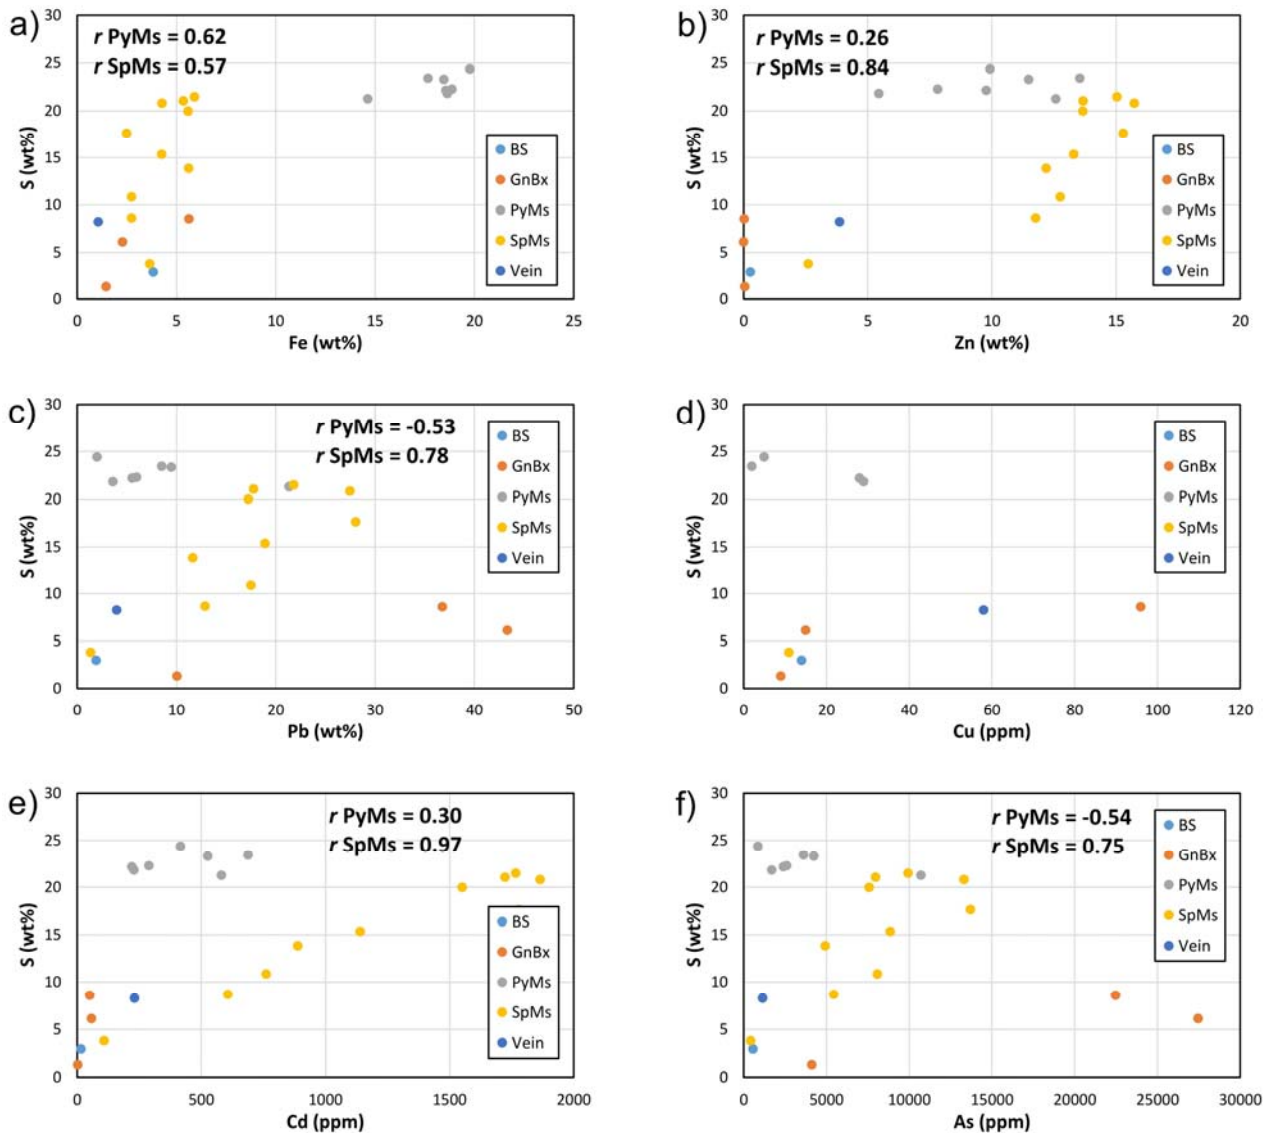 a)
r PyMs = 0.62
r SpMs = 0.57
S (wt%)
30
25
20
15
10
5
0
BS
GnBx
PyMs
SpMs
Vein
0 5 10 15 20 25
Fe (wt%)
b)
r PyMs = 0.26
r SpMs = 0.84
S (wt%)
30
25
20
15
10
5
0
BS
GnBx
PyMs
SpMs
Vein
0 5 10 15 20
Zn (wt%)
c)
r PyMs = -0.53
r SpMs = 0.78
S (wt%)
30
25
20
15
10
5
0
BS
GnBx
PyMs
SpMs
Vein
0 10 20 30 40 50
Pb (wt%)
d)
S (wt%)
30
25
20
15
10
5
0
BS
GnBx
PyMs
SpMs
Vein
0 20 40 60 80 100 120
Cu (ppm)
e)
r PyMs = 0.30
r SpMs = 0.97
S (wt%)
30
25
20
15
10
5
0
BS
GnBx
PyMs
SpMs
Vein
0 500 1000 1500 2000
Cd (ppm)
f)
r PyMs = -0.54
r SpMs = 0.75
S (wt%)
30
25
20
15
10
5
0
BS
GnBx
PyMs
SpMs
Vein
0 5000 10000 15000 20000 25000 30000
As (ppm)